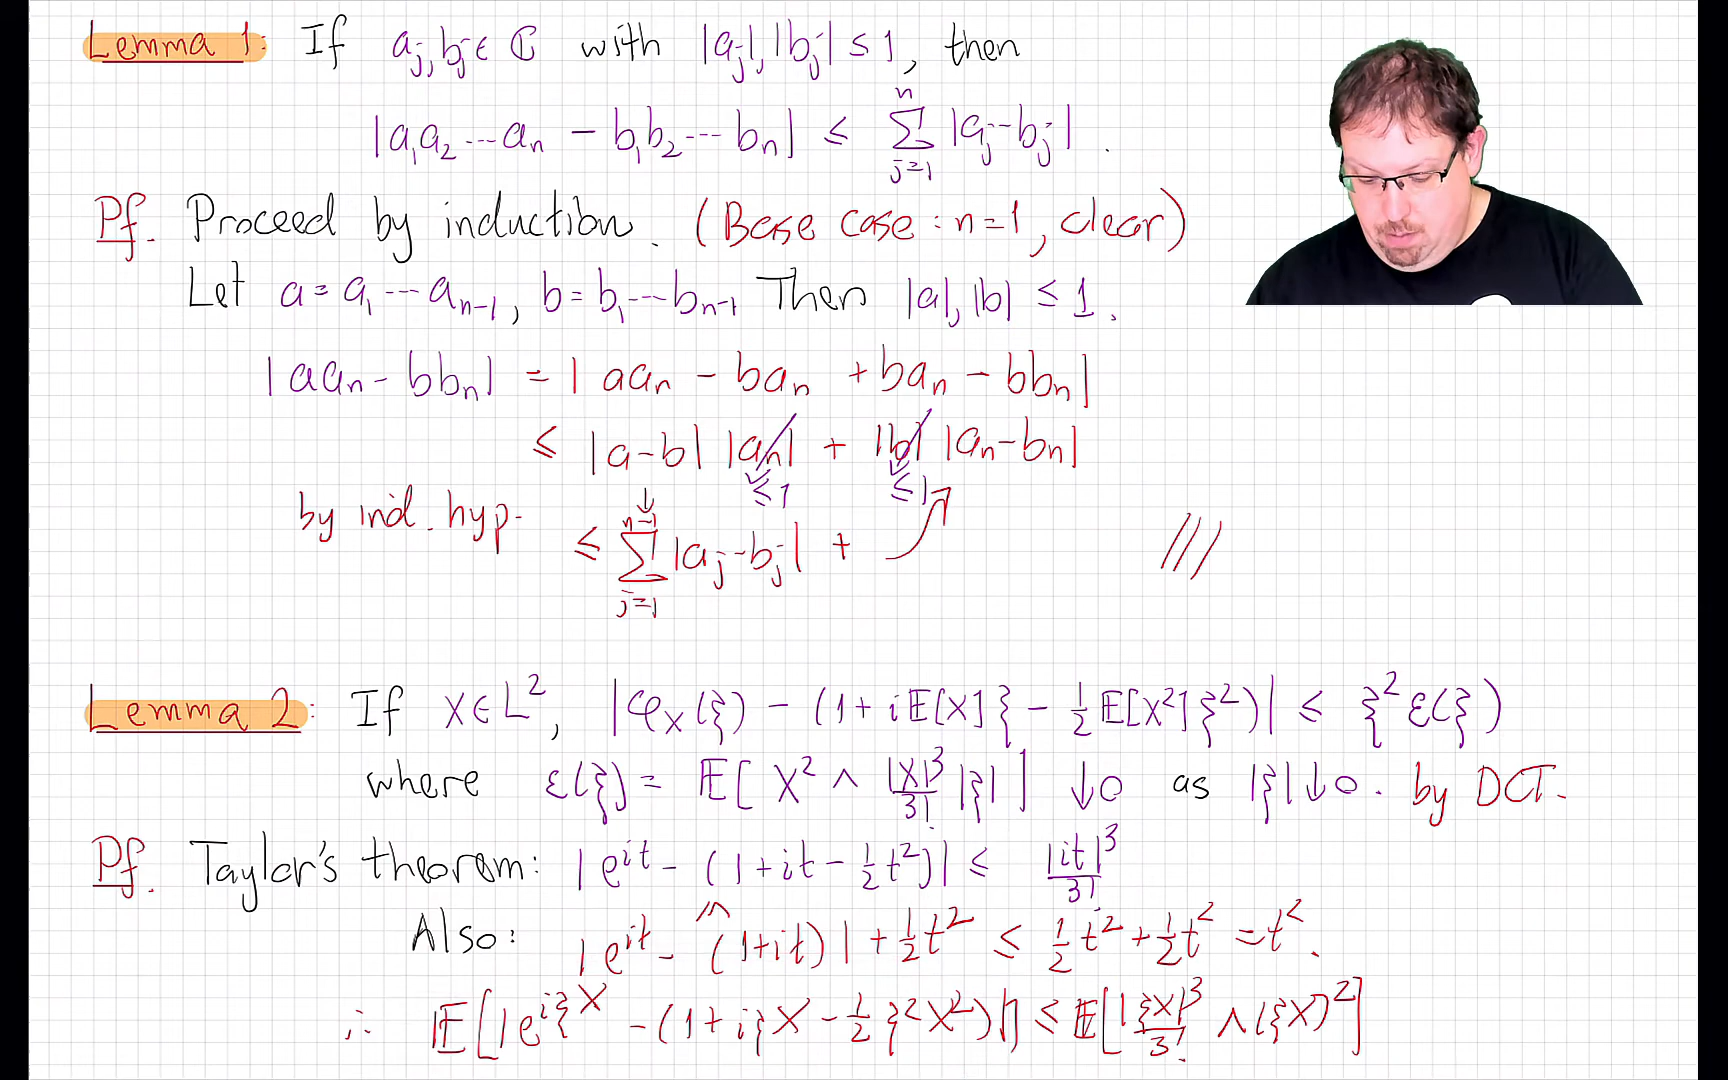 Lemma 1: If aⱼ, bⱼ ∈ ℂ with |aⱼ|, |bⱼ| ≤ 1, then
|a₁a₂⋯aₙ − b₁b₂⋯bₙ| ≤ ∑ⱼ₌₁ⁿ |aⱼ−bⱼ|.
Pf. Proceed by induction. (Base case: n=1, clear)
Let a = a₁⋯aₙ₋₁, b = b₁⋯bₙ₋₁ Then |a|, |b| ≤ 1.
|aaₙ − bbₙ| = |aaₙ − baₙ + baₙ − bbₙ|
≤ |a−b| |aₙ| + |b| |aₙ−bₙ|
≤1 ≤1
by ind. hyp. ≤ ∑ⱼ₌₁ⁿ⁻¹ |aⱼ−bⱼ| + ///
Lemma 2: If X∈L², |φ_X(ξ) − (1+iE[X]ξ − ½E[X²]ξ²)| ≤ ξ²ε(ξ)
where ε(ξ) = E[X² ∧ |X|³/3! |ξ|] ↓0 as |ξ|↓0. by DCT.
Pf. Taylor's theorem: |eⁱᵗ − (1+it−½t²)| ≤ |it|³/3!
Also: |eⁱᵗ − (1+it)| + ½t² ≤ ½t² + ½t² = t².
∴ E[|e^{iξX} − (1+iξX − ½ξ²X²)|] ≤ E[|ξX|³/3! ∧ (ξX)²]